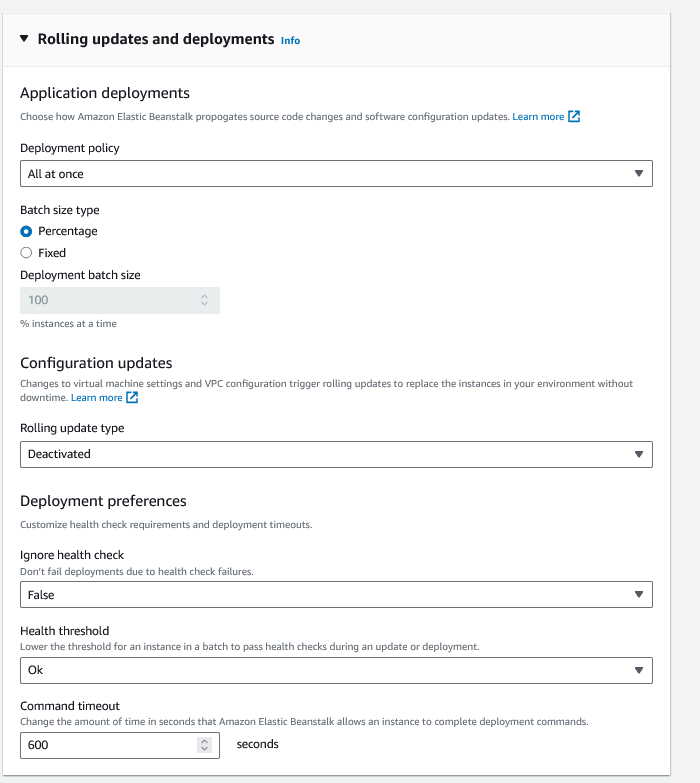 Rolling updates and deployments Info
Application deployments
Choose how Amazon Elastic Beanstalk propogates source code changes and software configuration updates. Learn more
Deployment policy
All at once
Batch size type
Percentage
Fixed
Deployment batch size
100
% instances at a time
Configuration updates
Changes to virtual machine settings and VPC configuration trigger rolling updates to replace the instances in your environment without
downtime. Learn more
Rolling update type
Deactivated
Deployment preferences
Customize health check requirements and deployment timeouts.
Ignore health check
Don't fail deployments due to health check failures.
False
Health threshold
Lower the threshold for an instance in a batch to pass health checks during an update or deployment.
Ok
Command timeout
Change the amount of time in seconds that Amazon Elastic Beanstalk allows an instance to complete deployment commands.
600 seconds